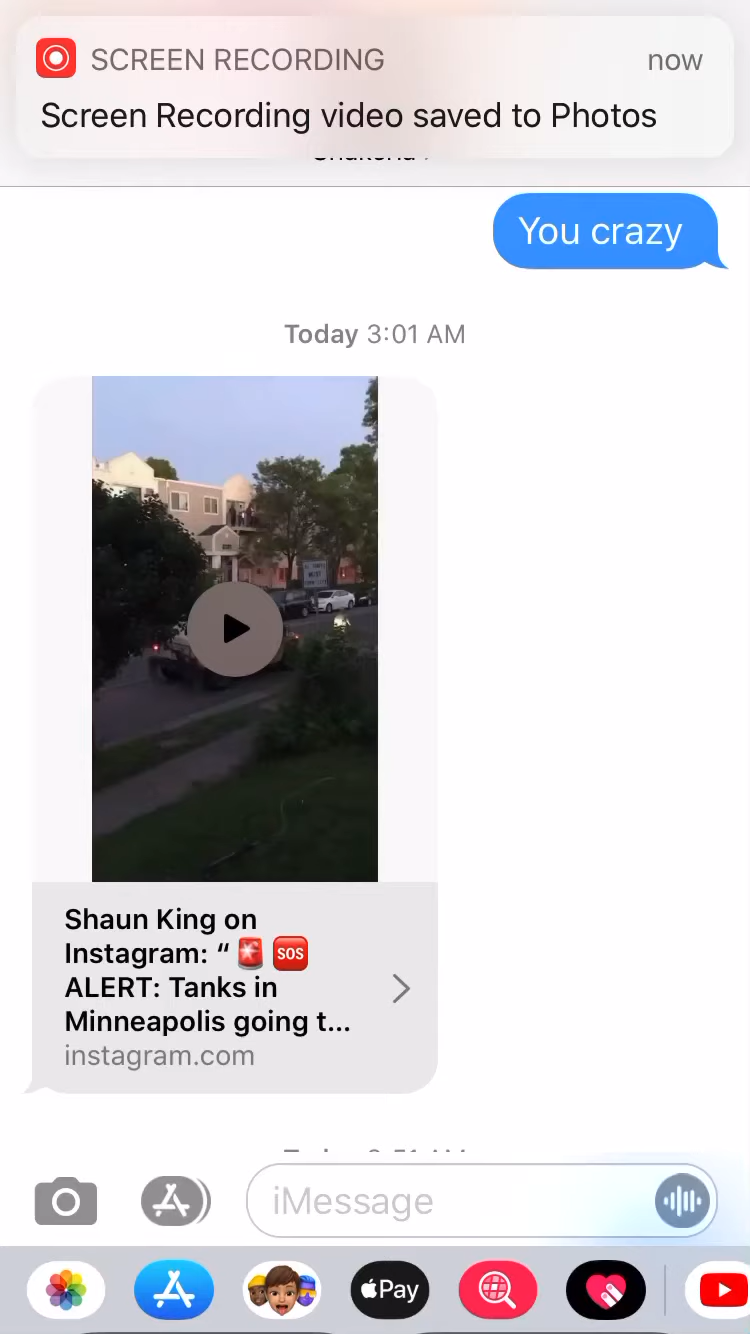 SCREEN RECORDING now
Screen Recording video saved to Photos
You crazy
Today 3:01 AM
Shaun King on
Instagram: “ 🚨 🆘
ALERT: Tanks in
Minneapolis going t...
instagram.com
iMessage
Pay